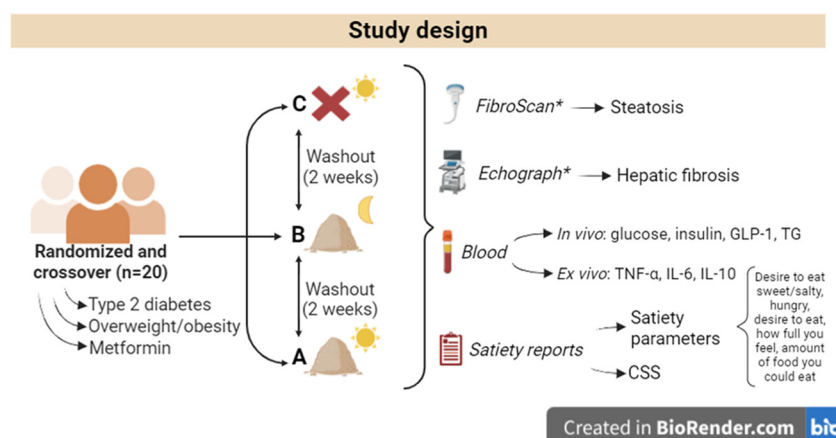 Study design
C
Washout
(2 weeks)
B
Washout
(2 weeks)
A
Randomized and
crossover (n=20)
Type 2 diabetes
Overweight/obesity
Metformin
FibroScan* Steatosis
Echograph* Hepatic fibrosis
Blood
In vivo: glucose, insulin, GLP-1, TG
Ex vivo: TNF-α, IL-6, IL-10
Satiety reports
Satiety
parameters
CSS
Desire to eat
sweet/salty,
hungry,
desire to eat,
how full you
feel, amount
of food you
could eat
Created in BioRender.com bio